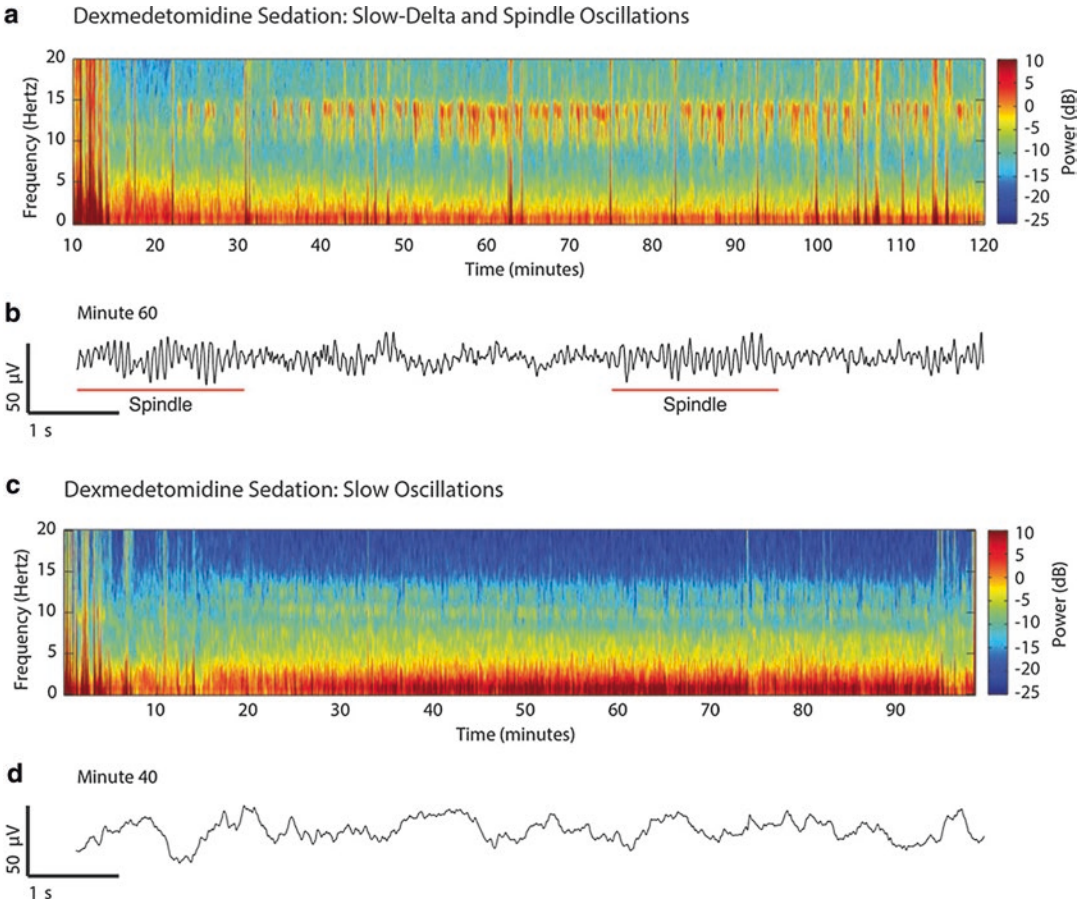 a
Dexmedetomidine Sedation: Slow-Delta and Spindle Oscillations
Frequency (Hertz)
20
15
10
5
0
10 20 30 40 50 60 70 80 90 100 110 120
Time (minutes)
10
5
0
-5
-10
-15
-20
-25
Power (dB)
b
Minute 60
50 µV
1 s
Spindle
Spindle
c
Dexmedetomidine Sedation: Slow Oscillations
Frequency (Hertz)
20
15
10
5
0
10 20 30 40 50 60 70 80 90
Time (minutes)
10
5
0
-5
-10
-15
-20
-25
Power (dB)
d
Minute 40
50 µV
1 s